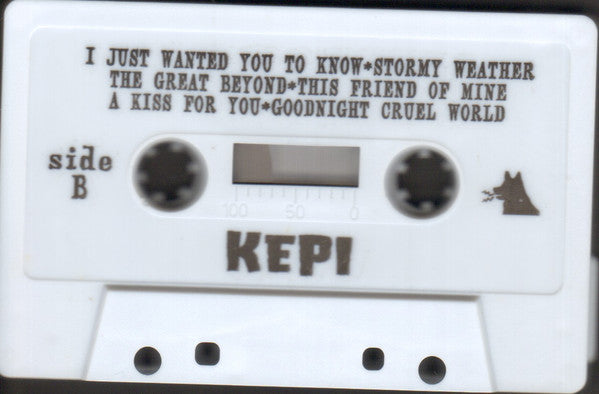 I JUST WANTED YOU TO KNOW*STORMY WEATHER
THE GREAT BEYOND*THIS FRIEND OF MINE
A KISS FOR YOU*GOODNIGHT CRUEL WORLD
side
B
100 50 0
KEPI